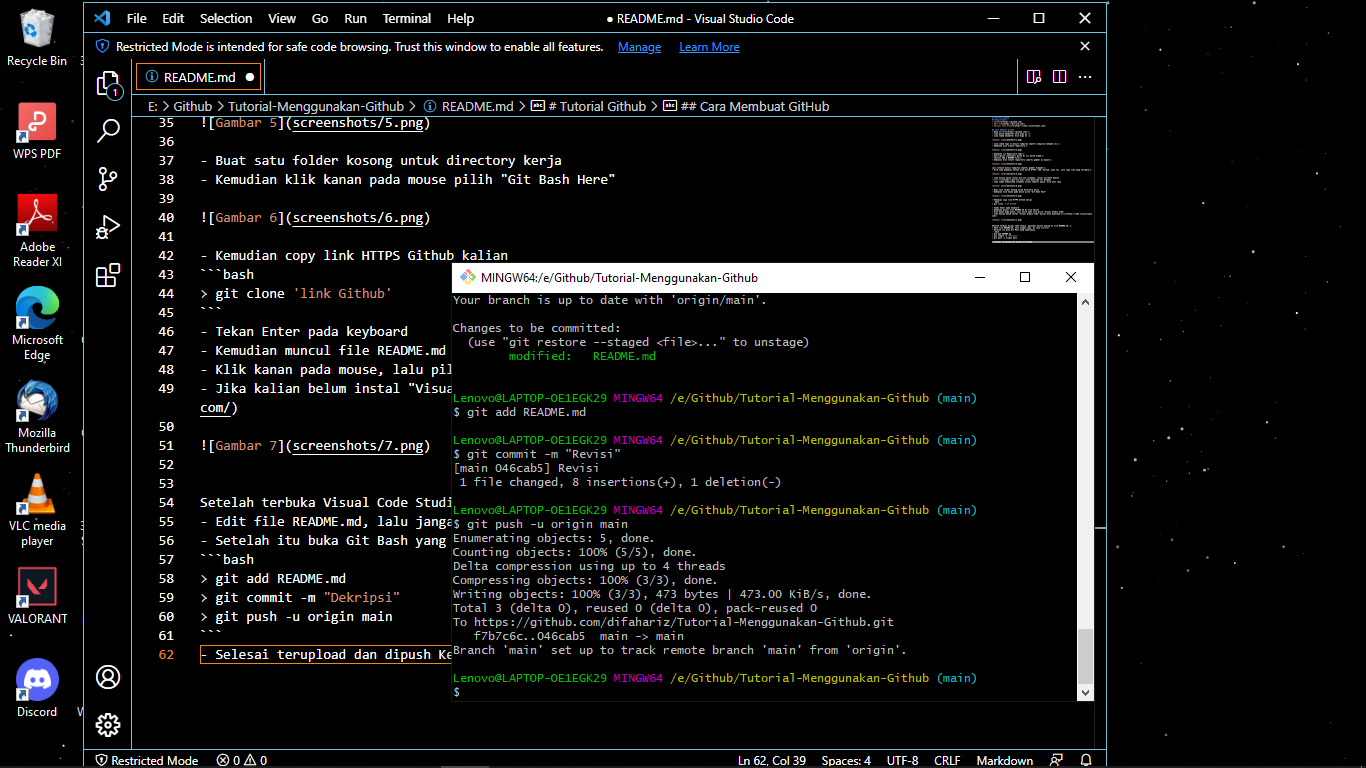 Recycle Bin
WPS PDF
Adobe
Reader XI
Microsoft
Edge
Mozilla
Thunderbird
VLC media
player
VALORANT
Discord
File Edit Selection View Go Run Terminal Help
● README.md - Visual Studio Code
Restricted Mode is intended for safe code browsing. Trust this window to enable all features. Manage Learn More
1
README.md ●
E: > Github > Tutorial-Menggunakan-Github > README.md > # Tutorial Github > ## Cara Membuat GitHub
35 ![Gambar 5](screenshots/5.png)
36
37 - Buat satu folder kosong untuk directory kerja
38 - Kemudian klik kanan pada mouse pilih "Git Bash Here"
39
40 ![Gambar 6](screenshots/6.png)
41
42 - Kemudian copy link HTTPS Github kalian
43 ```bash
44 > git clone 'link Github'
45 ```
46 - Tekan Enter pada keyboard
47 - Kemudian muncul file README.md
48 - Klik kanan pada mouse, lalu pil
49 - Jika kalian belum instal "Visua
com/)
50
51 ![Gambar 7](screenshots/7.png)
52
53
54 Setelah terbuka Visual Code Studi
55 - Edit file README.md, lalu janga
56 - Setelah itu buka Git Bash yang
57 ```bash
58 > git add README.md
59 > git commit -m "Dekripsi"
60 > git push -u origin main
61 ```
62 - Selesai terupload dan dipush Ke
MINGW64:/e/Github/Tutorial-Menggunakan-Github
Your branch is up to date with 'origin/main'.
Changes to be committed:
(use "git restore --staged <file>..." to unstage)
modified: README.md
Lenovo@LAPTOP-OE1EGK29 MINGW64 /e/Github/Tutorial-Menggunakan-Github (main)
$ git add README.md
Lenovo@LAPTOP-OE1EGK29 MINGW64 /e/Github/Tutorial-Menggunakan-Github (main)
$ git commit -m "Revisi"
[main 046cab5] Revisi
1 file changed, 8 insertions(+), 1 deletion(-)
Lenovo@LAPTOP-OE1EGK29 MINGW64 /e/Github/Tutorial-Menggunakan-Github (main)
$ git push -u origin main
Enumerating objects: 5, done.
Counting objects: 100% (5/5), done.
Delta compression using up to 4 threads
Compressing objects: 100% (3/3), done.
Writing objects: 100% (3/3), 473 bytes | 473.00 KiB/s, done.
Total 3 (delta 0), reused 0 (delta 0), pack-reused 0
To https://github.com/difahariz/Tutorial-Menggunakan-Github.git
f7b7c6c..046cab5 main -> main
Branch 'main' set up to track remote branch 'main' from 'origin'.
Lenovo@LAPTOP-OE1EGK29 MINGW64 /e/Github/Tutorial-Menggunakan-Github (main)
$
Restricted Mode 0 0 Ln 62, Col 39 Spaces: 4 UTF-8 CRLF Markdown